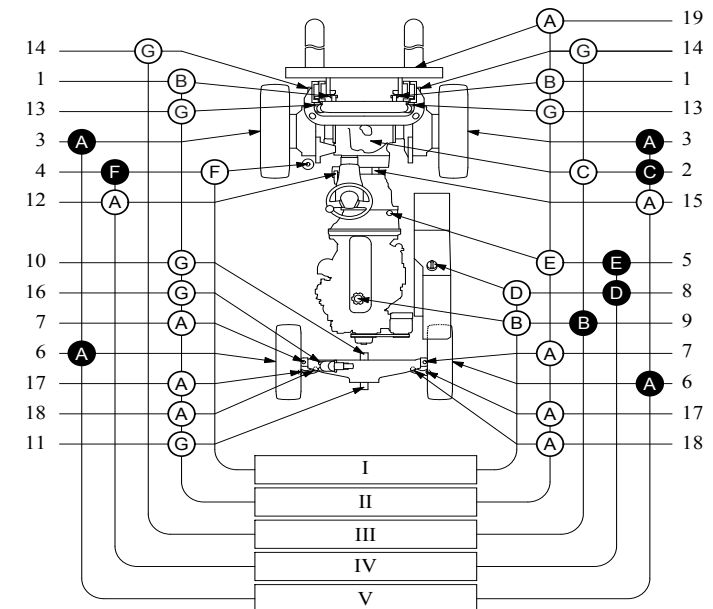 A 19
14 G G 14
1 B B 1
13 G G 13
3 A A 3
4 F F C C 2
12 A A 15
E E 5
10 G D D 8
16 G
7 A B B 9
6 A A 7
17 A A 6
18 A A 17
11 G A 18
I
II
III
IV
V